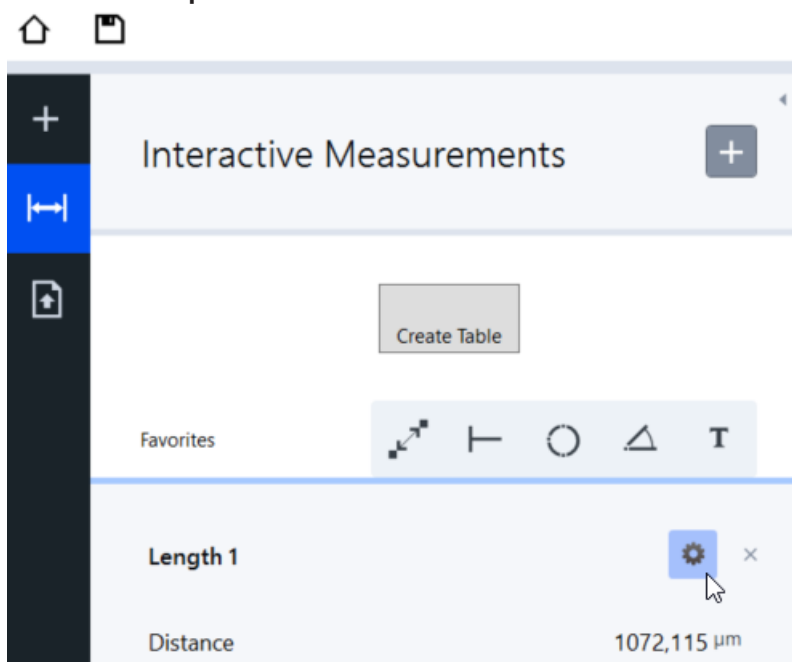 Interactive Measurements
Create Table
Favorites
T
Length 1
Distance 1072,115 µm